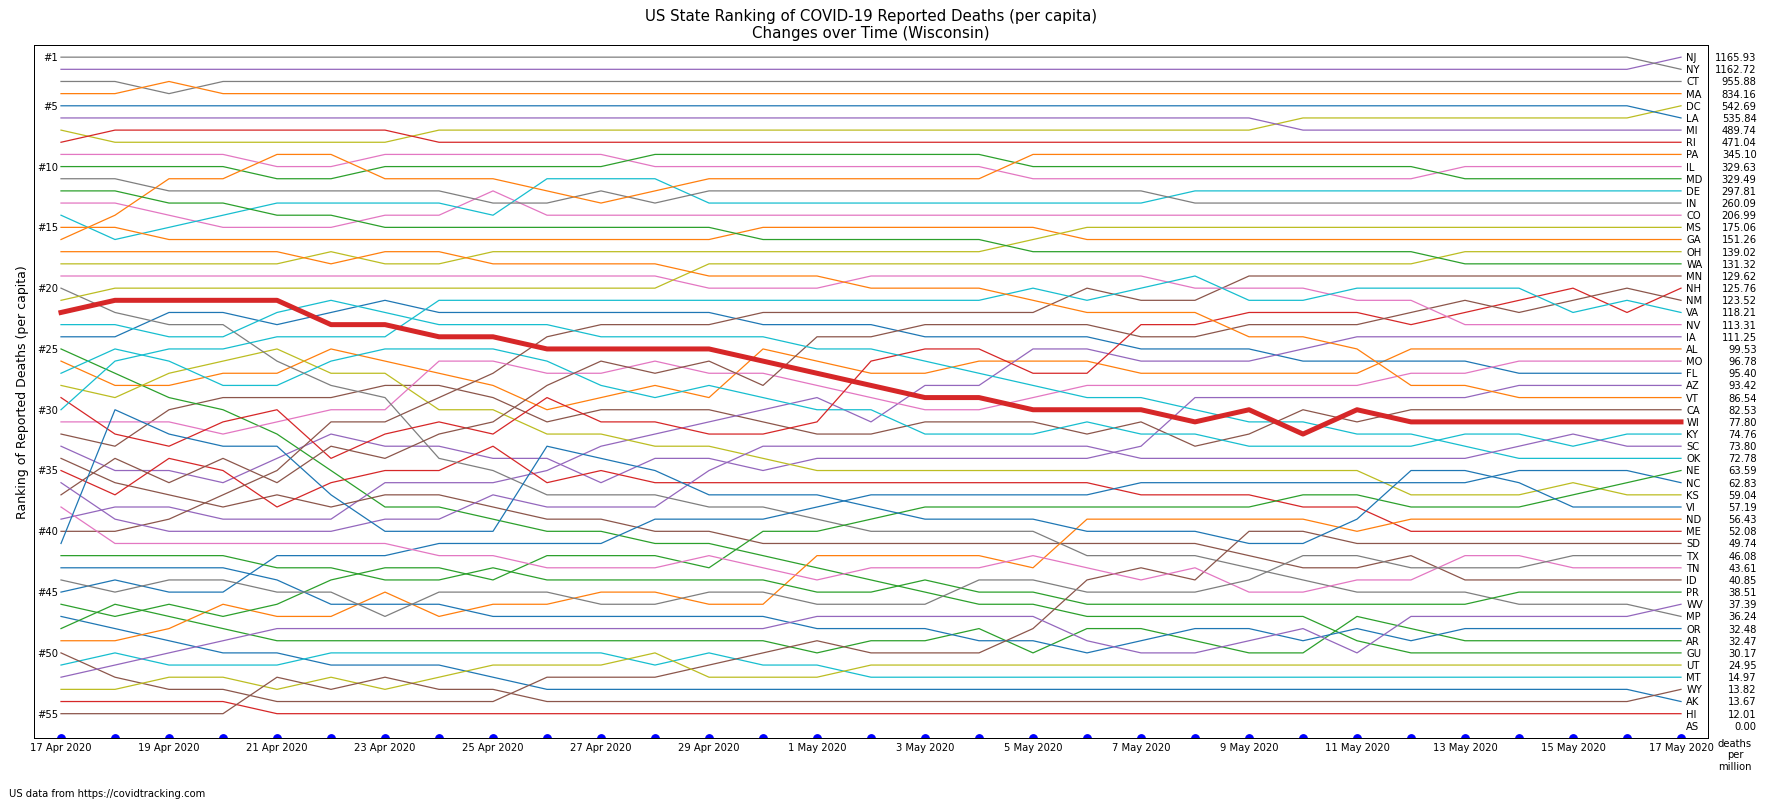 US State Ranking of COVID-19 Reported Deaths (per capita)
Changes over Time (Wisconsin)
Ranking of Reported Deaths (per capita)
#1
#5
#10
#15
#20
#25
#30
#35
#40
#45
#50
#55
NJ 1165.93
NY 1162.72
CT 955.88
MA 834.16
DC 542.69
LA 535.84
MI 489.74
RI 471.04
PA 345.10
IL 329.63
MD 329.49
DE 297.81
IN 260.09
CO 206.99
MS 175.06
GA 151.26
OH 139.02
WA 131.32
MN 129.62
NH 125.76
NM 123.52
VA 118.21
NV 113.31
IA 111.25
AL 99.53
MO 96.78
FL 95.40
AZ 93.42
VT 86.54
CA 82.53
WI 77.80
KY 74.76
SC 73.80
OK 72.78
NE 63.59
NC 62.83
KS 59.04
VI 57.19
ND 56.43
ME 52.08
SD 49.74
TX 46.08
TN 43.61
ID 40.85
PR 38.51
WV 37.39
MP 36.24
OR 32.48
AR 32.47
GU 30.17
UT 24.95
MT 14.97
WY 13.82
AK 13.67
HI 12.01
AS 0.00
17 Apr 2020 19 Apr 2020 21 Apr 2020 23 Apr 2020 25 Apr 2020 27 Apr 2020 29 Apr 2020 1 May 2020 3 May 2020 5 May 2020 7 May 2020 9 May 2020 11 May 2020 13 May 2020 15 May 2020 17 May 2020
deaths
per
million
US data from https://covidtracking.com